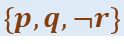 {p, q, ¬r}